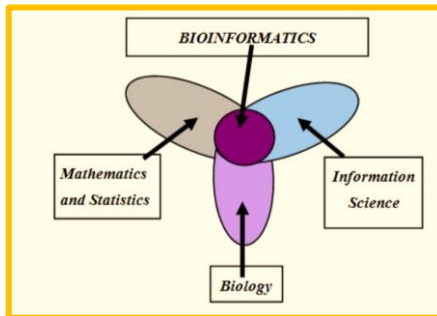 BIOINFORMATICS
Mathematics
and Statistics
Information
Science
Biology